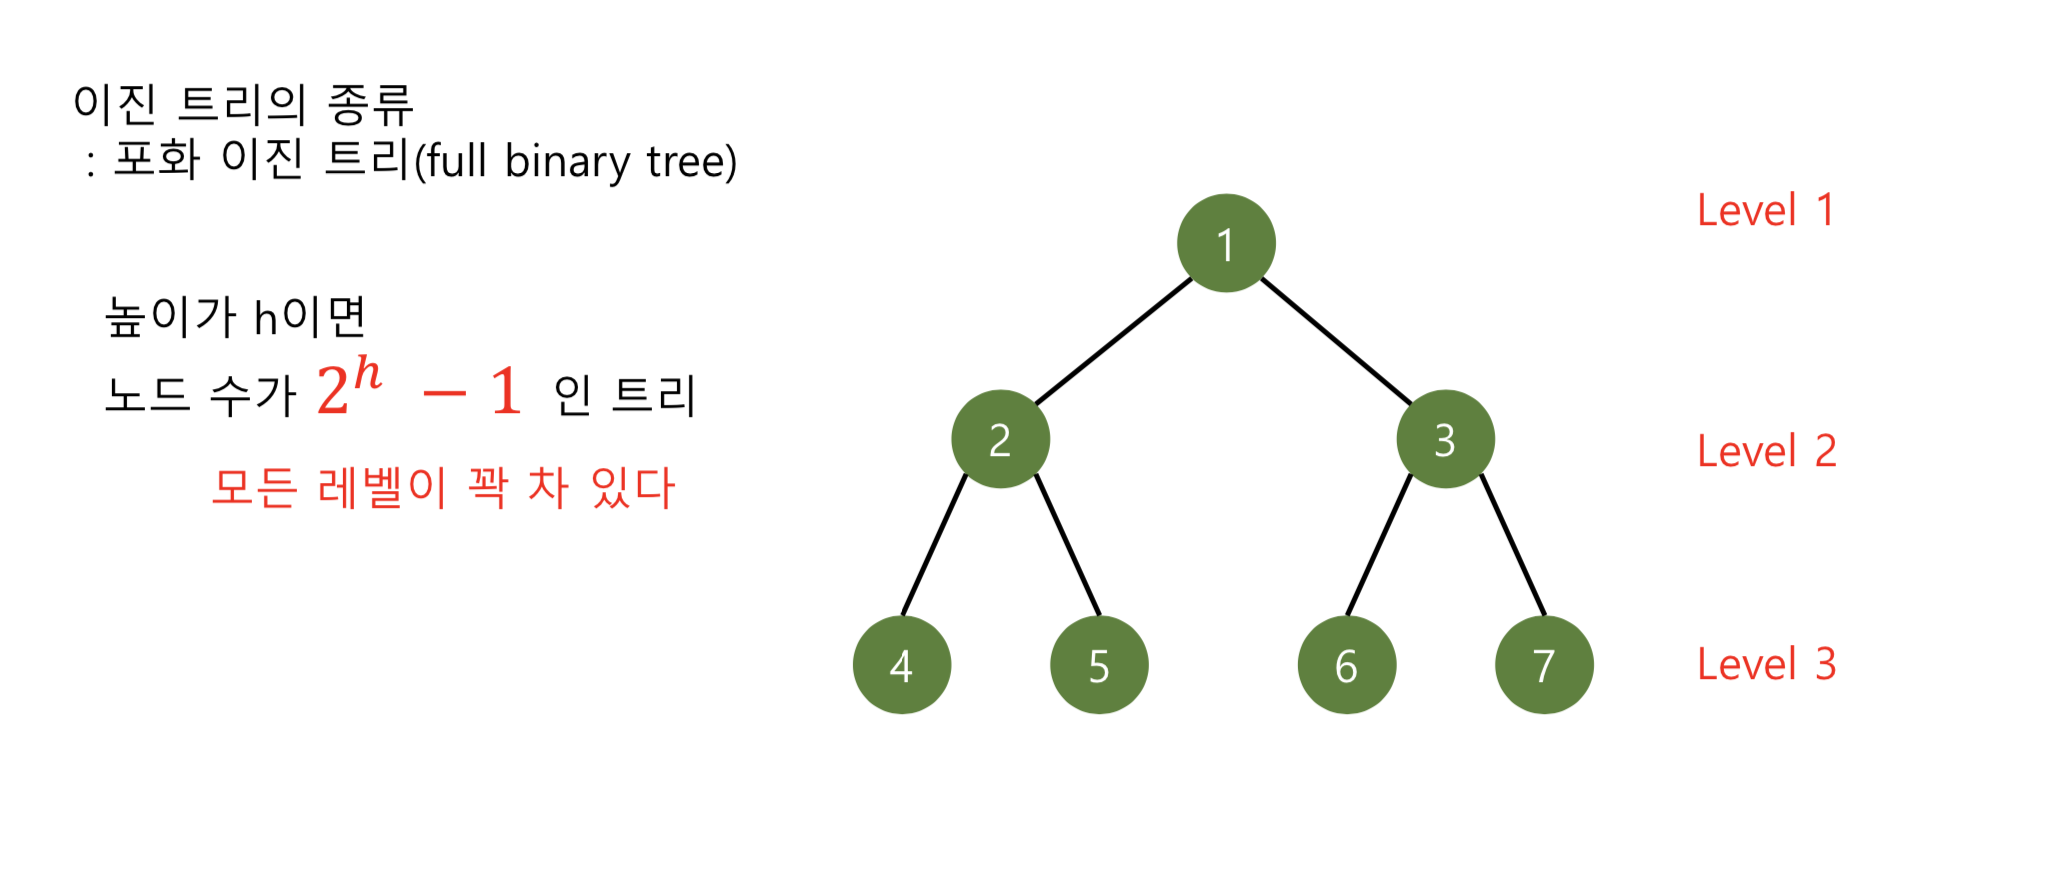 이진 트리의 종류
: 포화 이진 트리(full binary tree)
높이가 h이면
노드 수가 2^h − 1 인 트리
모든 레벨이 꽉 차 있다
1
Level 1
2
3
Level 2
4
5
6
7
Level 3